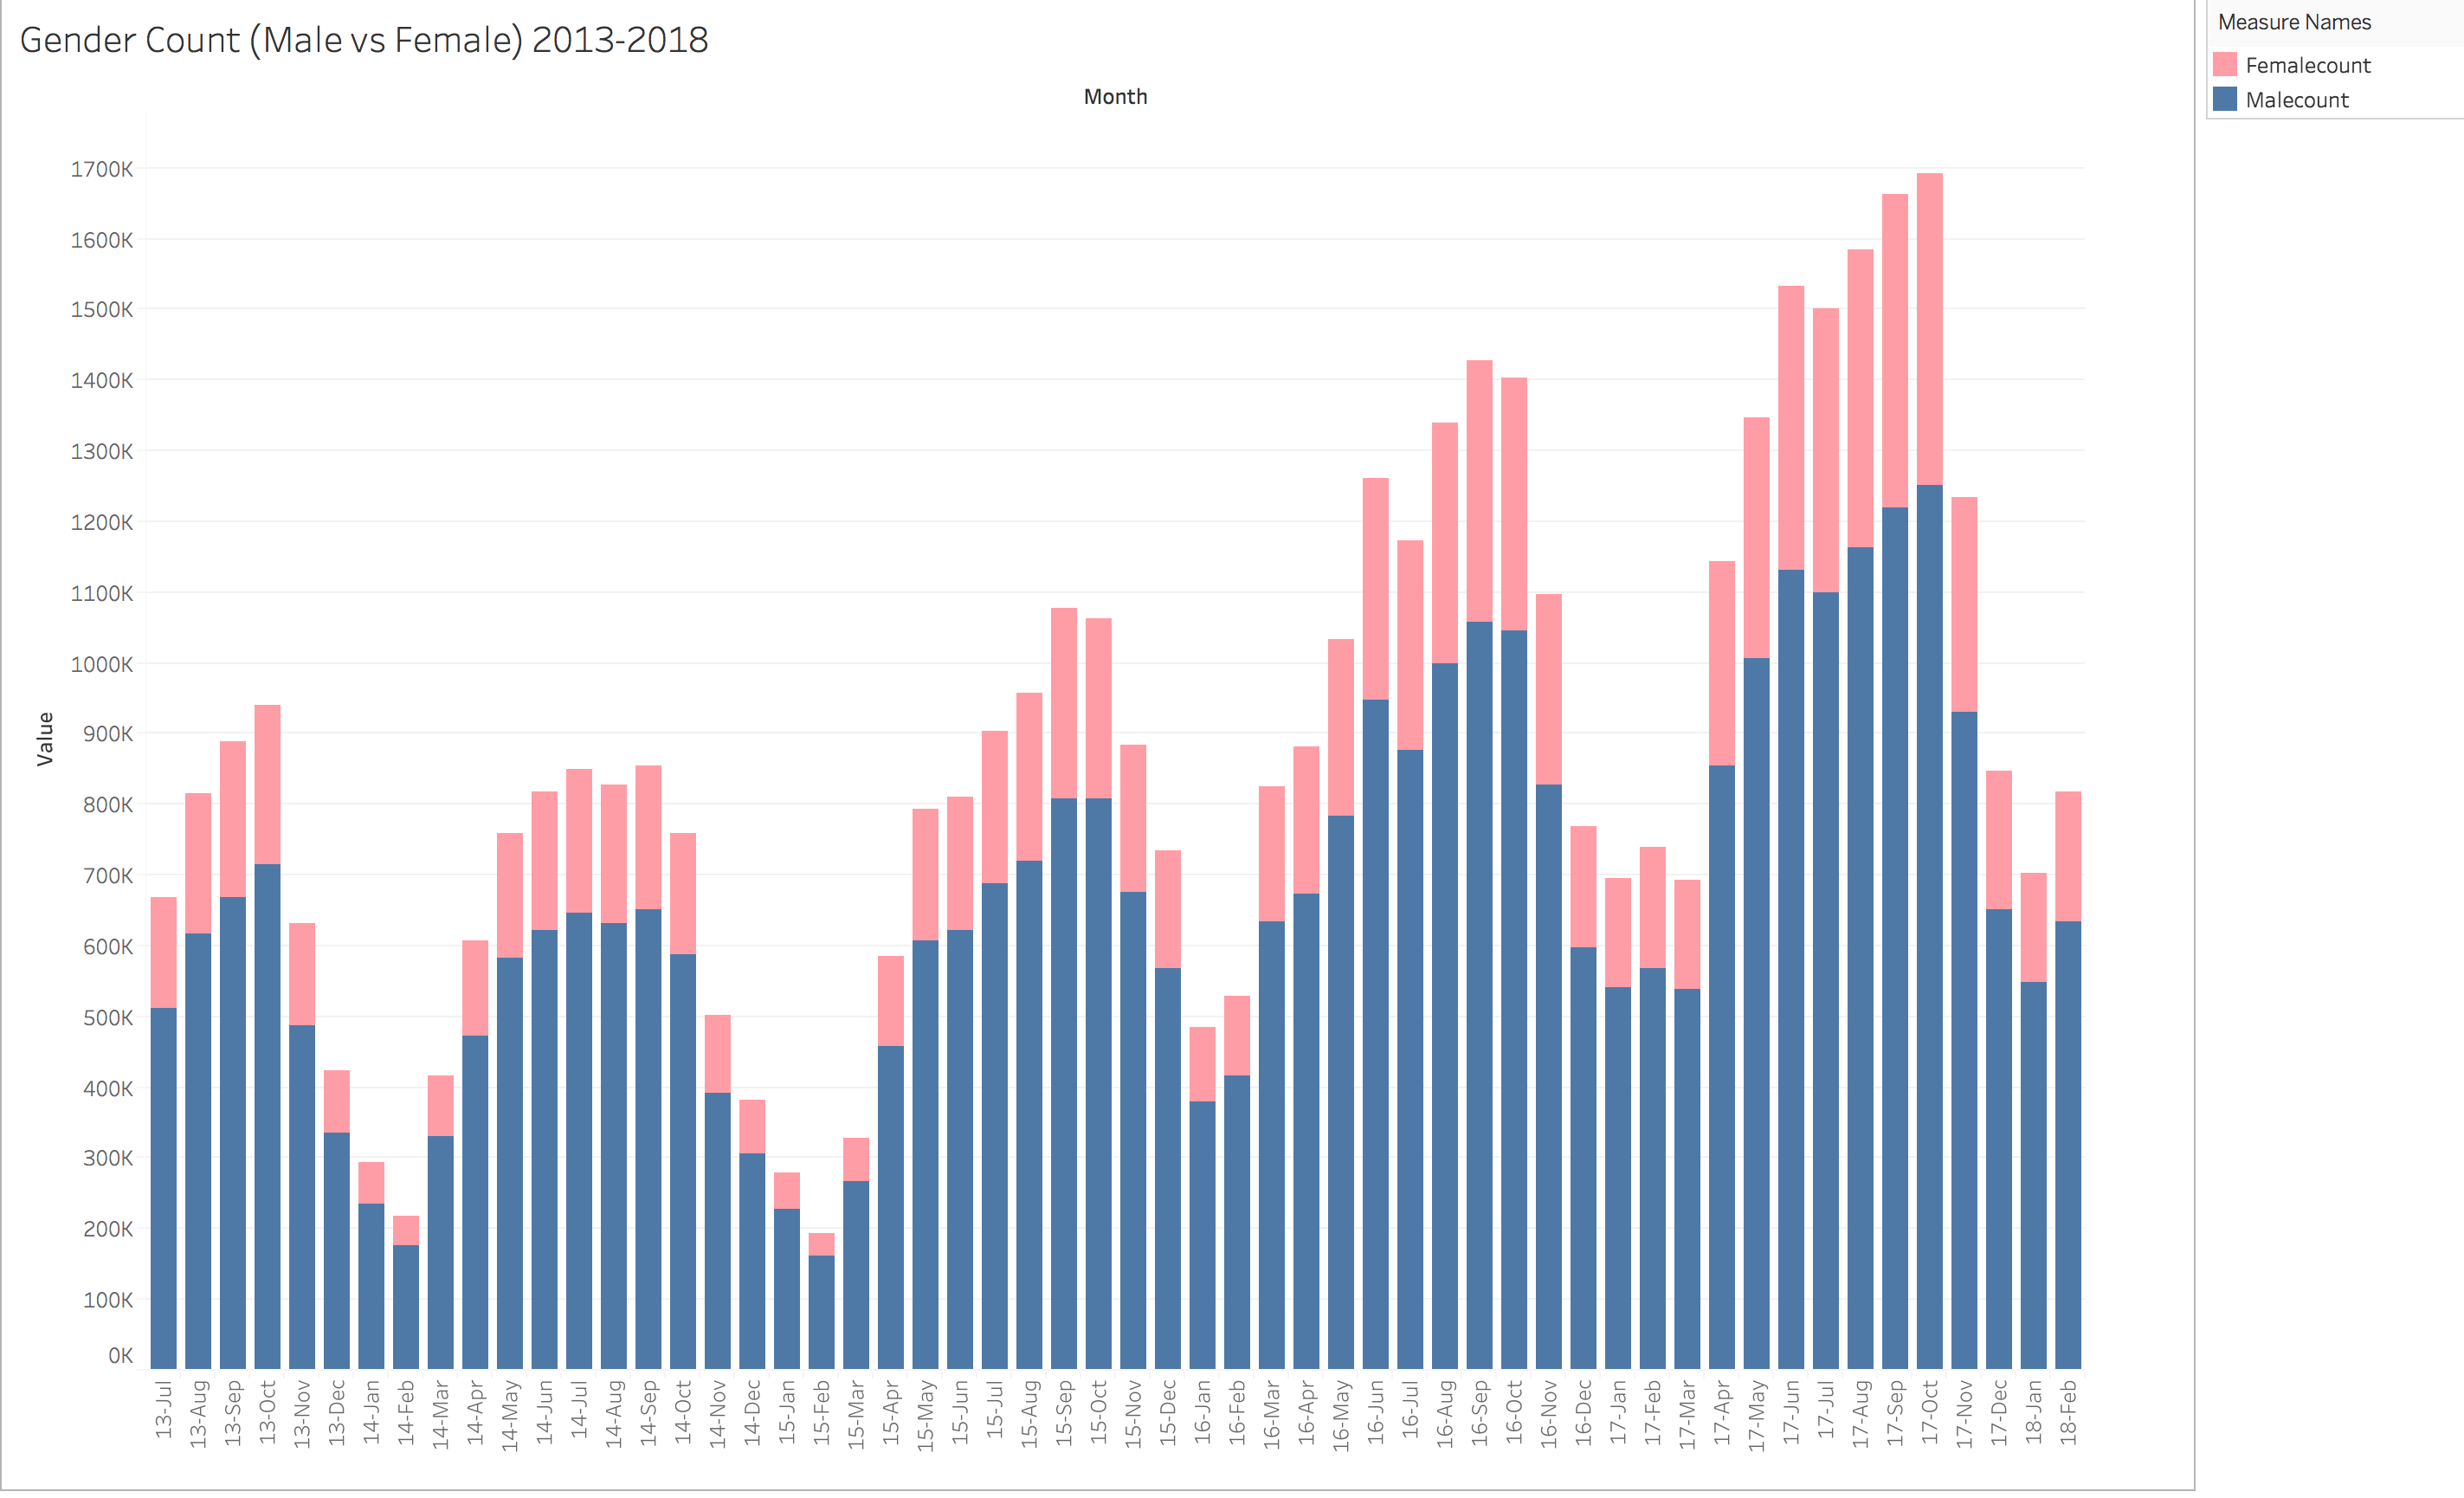 Gender Count (Male vs Female) 2013-2018
Measure Names
Femalecount
Malecount
Month
1700K
1600K
1500K
1400K
1300K
1200K
1100K
1000K
900K
800K
700K
600K
500K
400K
300K
200K
100K
0K
Value
13-Jul
13-Aug
13-Sep
13-Oct
13-Nov
13-Dec
14-Jan
14-Feb
14-Mar
14-Apr
14-May
14-Jun
14-Jul
14-Aug
14-Sep
14-Oct
14-Nov
14-Dec
15-Jan
15-Feb
15-Mar
15-Apr
15-May
15-Jun
15-Jul
15-Aug
15-Sep
15-Oct
15-Nov
15-Dec
16-Jan
16-Feb
16-Mar
16-Apr
16-May
16-Jun
16-Jul
16-Aug
16-Sep
16-Oct
16-Nov
16-Dec
17-Jan
17-Feb
17-Mar
17-Apr
17-May
17-Jun
17-Jul
17-Aug
17-Sep
17-Oct
17-Nov
17-Dec
18-Jan
18-Feb